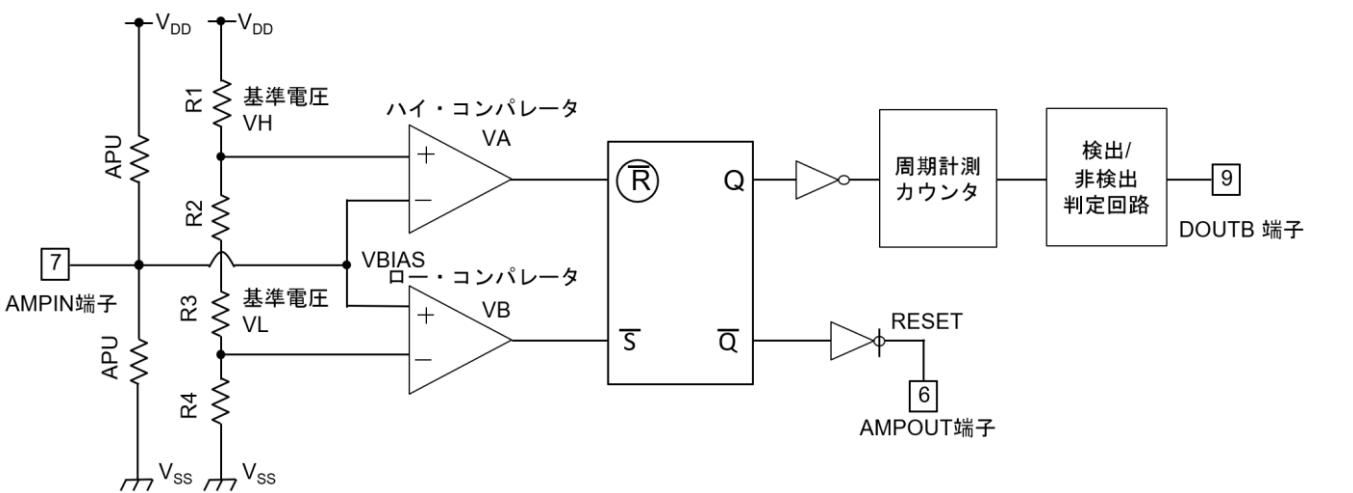 VDD
VDD
R1
基準電圧
VH
APU
R2
ハイ・コンパレータ
VA
+
−
7
AMPIN端子
VBIAS
ロー・コンパレータ
VB
+
−
R3
基準電圧
VL
APU
R4
VSS
VSS
R̅
Q
S̅
Q̅
周期計測
カウンタ
検出/
非検出
判定回路
9
DOUTB 端子
RESET
6
AMPOUT端子